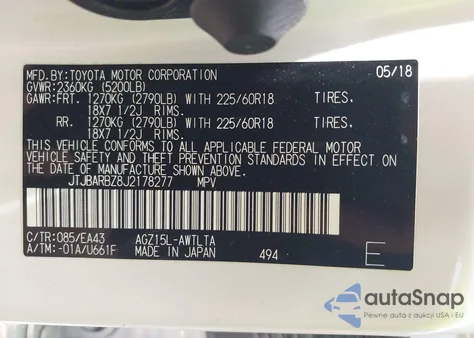 MFD. BY:TOYOTA MOTOR CORPORATION 05/18
GVWR:2360KG (5200LB)
GAWR:FRT. 1270KG (2790LB) WITH 225/60R18 TIRES.
18X7 1/2J RIMS.
RR. 1270KG (2790LB) WITH 225/60R18 TIRES.
18X7 1/2J RIMS.
THIS VEHICLE CONFORMS TO ALL APPLICABLE FEDERAL MOTOR
VEHICLE SAFETY AND THEFT PREVENTION STANDARDS IN EFFECT ON
THE DATE OF MANUFACTURE SHOWN ABOVE.
JTJBARBZ8J2178277 MPV
C/TR:085/EA43 AGZ15L-AWTLTA
A/TM:-01A/U661F MADE IN JAPAN 494 E
autoSnap
Pewne auta z aukcji USA i EU